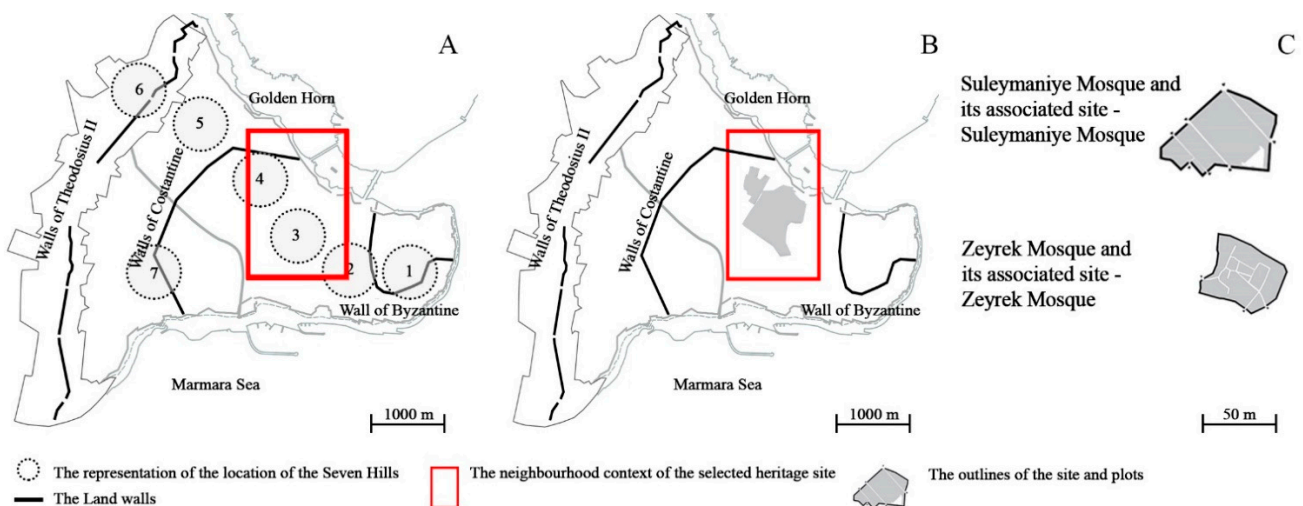 A
6
5
Golden Horn
Walls of Theodosius II
Walls of Costantine
4
3
7
2
1
Wall of Byzantine
Marmara Sea
1000 m
B
Golden Horn
Walls of Theodosius II
Walls of Costantine
Wall of Byzantine
Marmara Sea
1000 m
C
Suleymaniye Mosque and
its associated site -
Suleymaniye Mosque
Zeyrek Mosque and
its associated site -
Zeyrek Mosque
50 m
The representation of the location of the Seven Hills
The Land walls
The neighbourhood context of the selected heritage site
The outlines of the site and plots